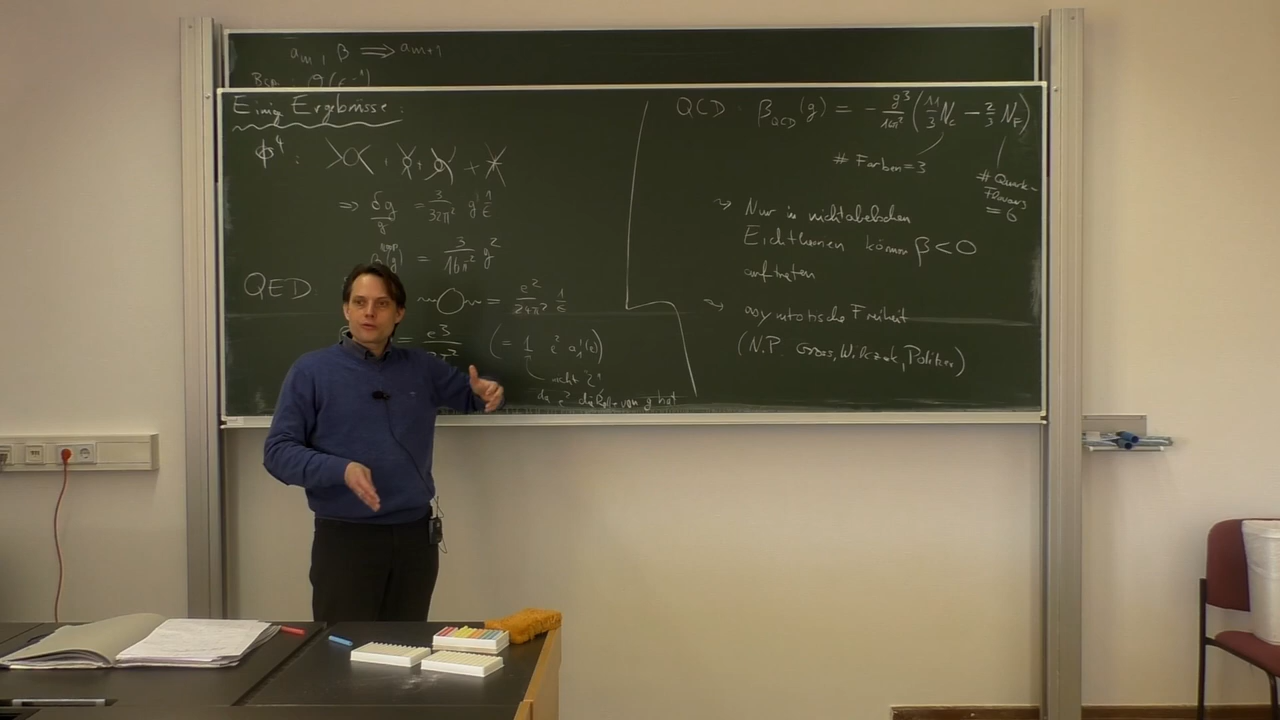 a_m, β ⟹ a_{m+1}
Einige Ergebnisse:
ϕ^4:
⟹ δg/g = 3/32π² g 1/ε
β(g) = 3/16π² g²
QED
= e²/24π² 1/ε
= e³
(= 1 e² a_1'(e))
nicht 2!
da e² die Rolle von g hat
QCD: β_QCD(g) = - g³/16π² (11/3 N_C - 2/3 N_F)
# Farben = 3
# Quark-
Flavours
= 6
⤳ Nur in nichtabelschen
Eichtheorien können β < 0
auftreten
⤳ asymptotische Freiheit
(N.P. Gross, Wilczek, Politzer)